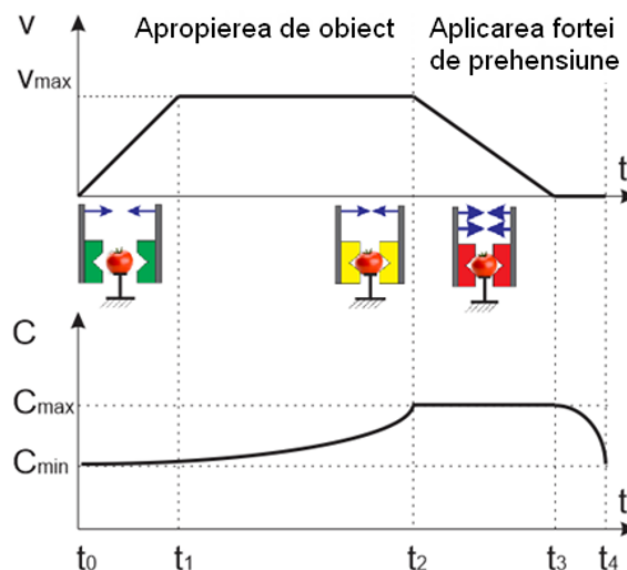 v
Apropierea de obiect
Aplicarea fortei
de prehensiune
vmax
t
C
Cmax
Cmin
t
t0 t1 t2 t3 t4